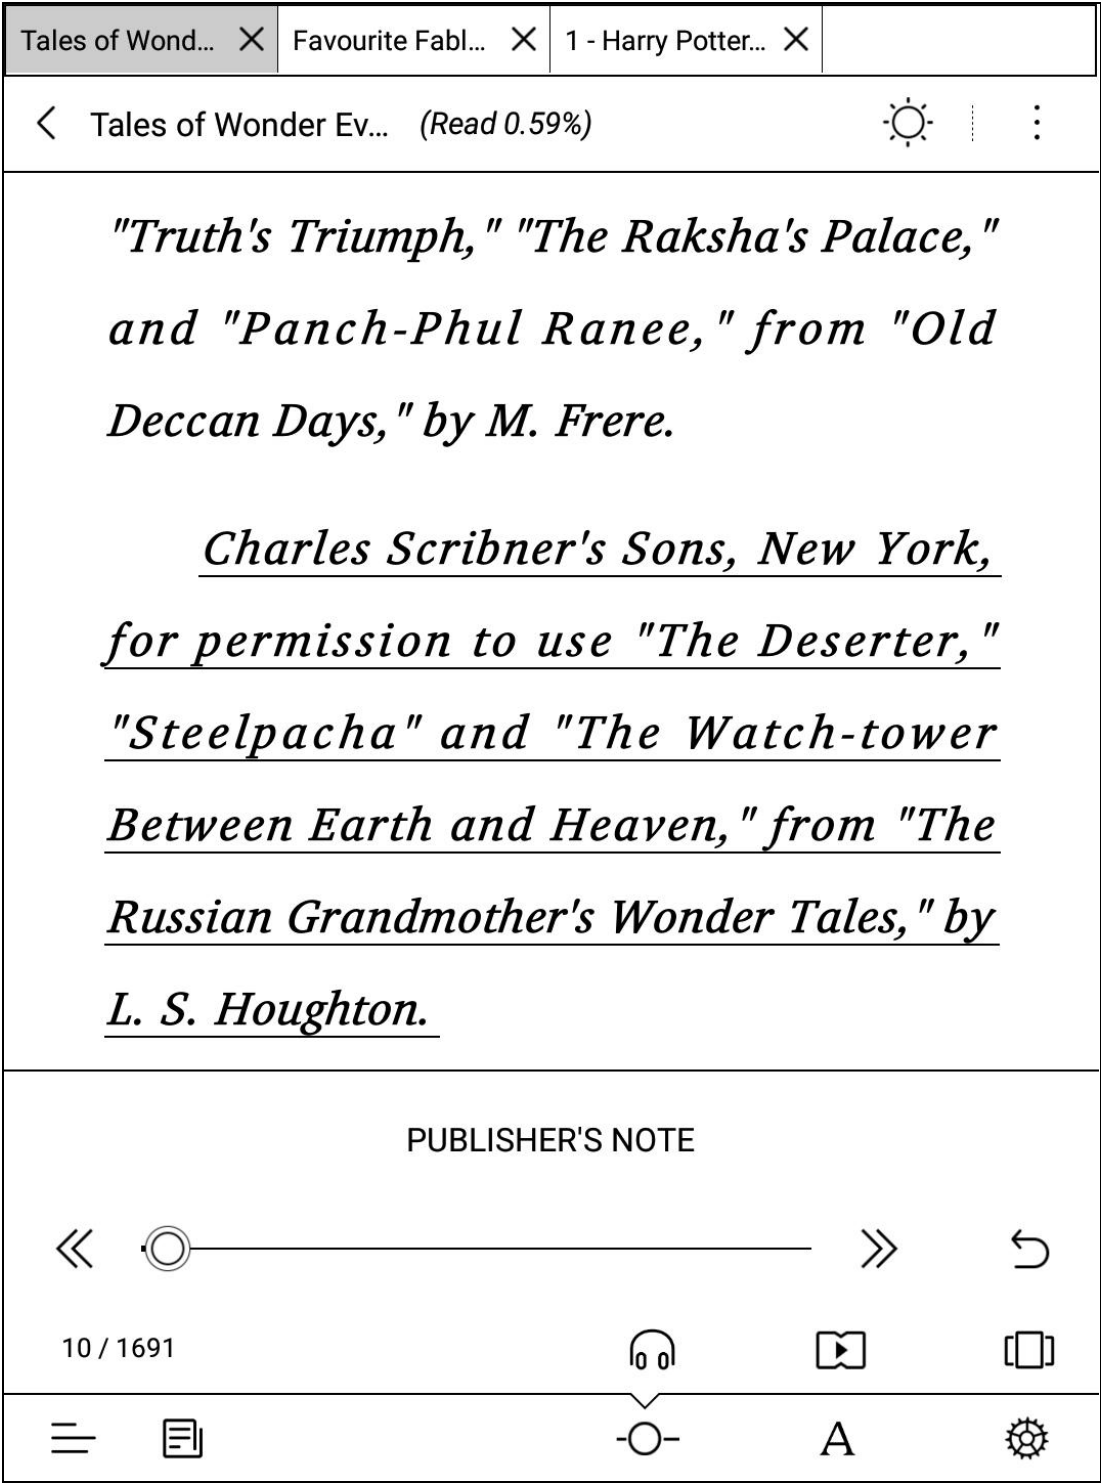 Tales of Wond... Favourite Fabl... 1 - Harry Potter...
Tales of Wonder Ev... (Read 0.59%)
"Truth's Triumph," "The Raksha's Palace,"
and "Panch-Phul Ranee," from "Old
Deccan Days," by M. Frere.
Charles Scribner's Sons, New York,
for permission to use "The Deserter,"
"Steelpacha" and "The Watch-tower
Between Earth and Heaven," from "The
Russian Grandmother's Wonder Tales," by
L. S. Houghton.
PUBLISHER'S NOTE
10 / 1691
A